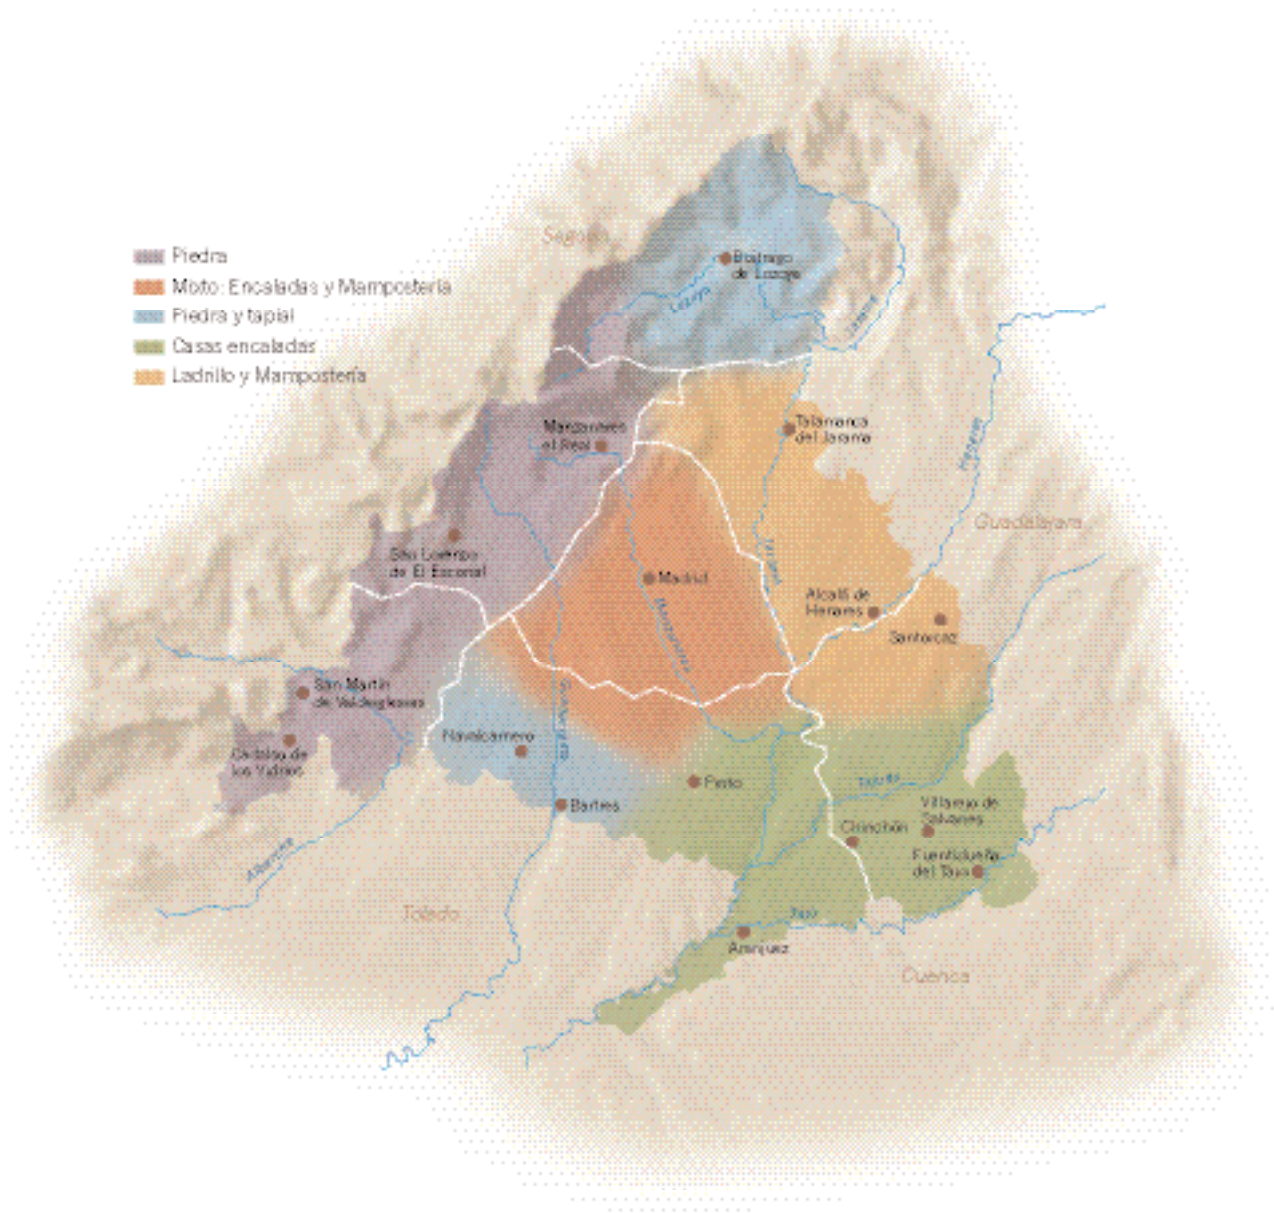 Segovia
Piedra
Mixto: Encaladas y Mampostería
Piedra y tapial
Casas encaladas
Ladrillo y Mampostería
Buitrago
de Lozoya
Lozoya
Jarama
Manzanares
el Real
Talamanca
del Jarama
Henares
Guadalajara
San Lorenzo
de El Escorial
Madrid
Jarama
Manzanares
Alcalá de
Henares
Santorcaz
San Martín
de Valdeiglesias
Cadalso de
los Vidrios
Navalcarnero
Guadarrama
Batres
Pinto
Tajuña
Villarejo de
Salvanés
Chinchón
Fuentidueña
del Tajo
Alberche
Toledo
Tajo
Aranjuez
Cuenca